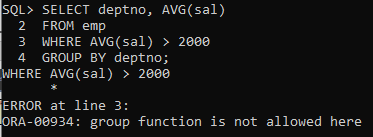 SQL> SELECT deptno, AVG(sal)
  2  FROM emp
  3  WHERE AVG(sal) > 2000
  4  GROUP BY deptno;
WHERE AVG(sal) > 2000
      *
ERROR at line 3:
ORA-00934: group function is not allowed here